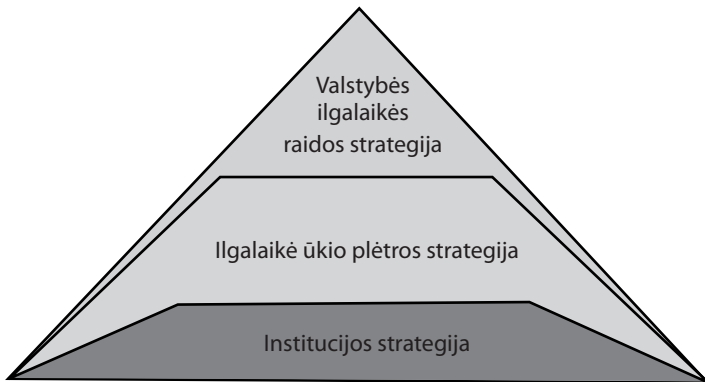 Valstybės
ilgalaikės
raidos strategija
Ilgalaikė ūkio plėtros strategija
Institucijos strategija